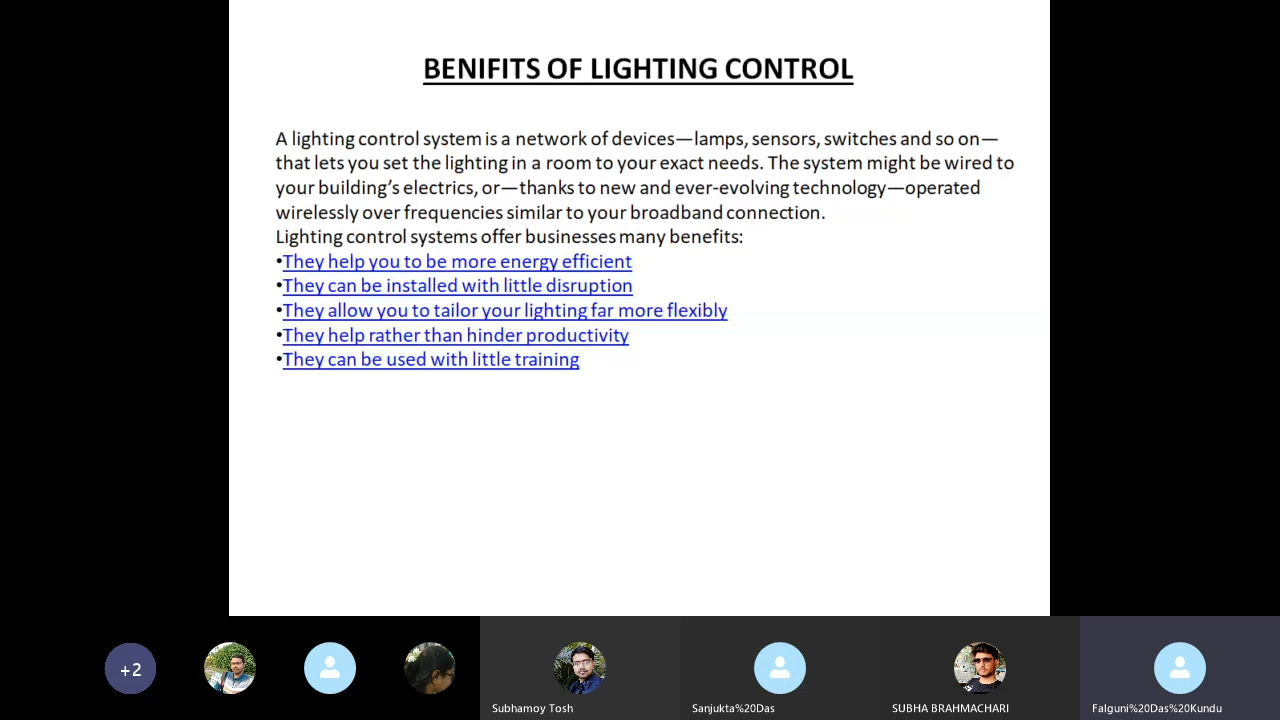 BENIFITS OF LIGHTING CONTROL
A lighting control system is a network of devices—lamps, sensors, switches and so on—
that lets you set the lighting in a room to your exact needs. The system might be wired to
your building’s electrics, or—thanks to new and ever-evolving technology—operated
wirelessly over frequencies similar to your broadband connection.
Lighting control systems offer businesses many benefits:
•They help you to be more energy efficient
•They can be installed with little disruption
•They allow you to tailor your lighting far more flexibly
•They help rather than hinder productivity
•They can be used with little training
+2
Subhamoy Tosh
Sanjukta%20Das
SUBHA BRAHMACHARI
Falguni%20Das%20Kundu